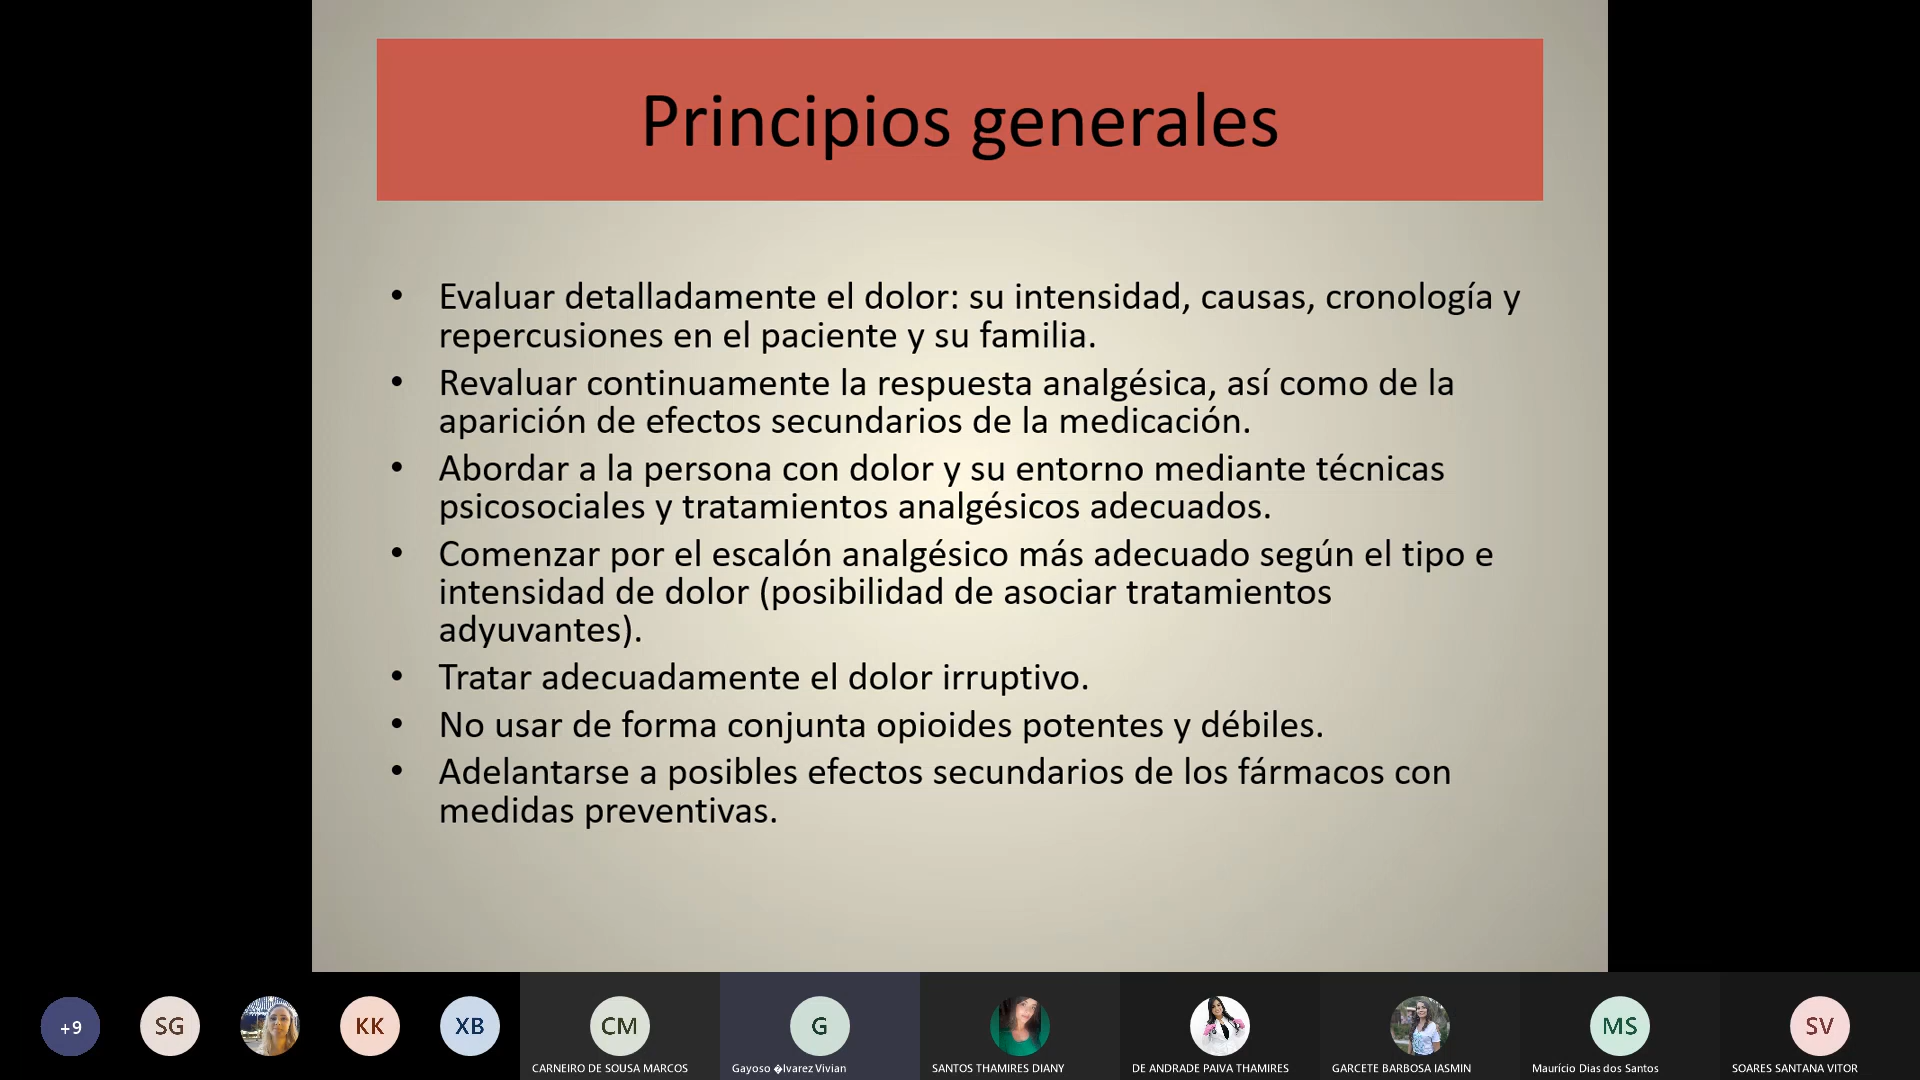 Principios generales
• Evaluar detalladamente el dolor: su intensidad, causas, cronología y
repercusiones en el paciente y su familia.
• Revaluar continuamente la respuesta analgésica, así como de la
aparición de efectos secundarios de la medicación.
• Abordar a la persona con dolor y su entorno mediante técnicas
psicosociales y tratamientos analgésicos adecuados.
• Comenzar por el escalón analgésico más adecuado según el tipo e
intensidad de dolor (posibilidad de asociar tratamientos
adyuvantes).
• Tratar adecuadamente el dolor irruptivo.
• No usar de forma conjunta opioides potentes y débiles.
• Adelantarse a posibles efectos secundarios de los fármacos con
medidas preventivas.
+9
SG
KK
XB
CM
G
MS
SV
CARNEIRO DE SOUSA MARCOS
Gayoso �lvarez Vivian
SANTOS THAMIRES DIANY
DE ANDRADE PAIVA THAMIRES
GARCETE BARBOSA IASMIN
Maurício Dias dos Santos
SOARES SANTANA VITOR